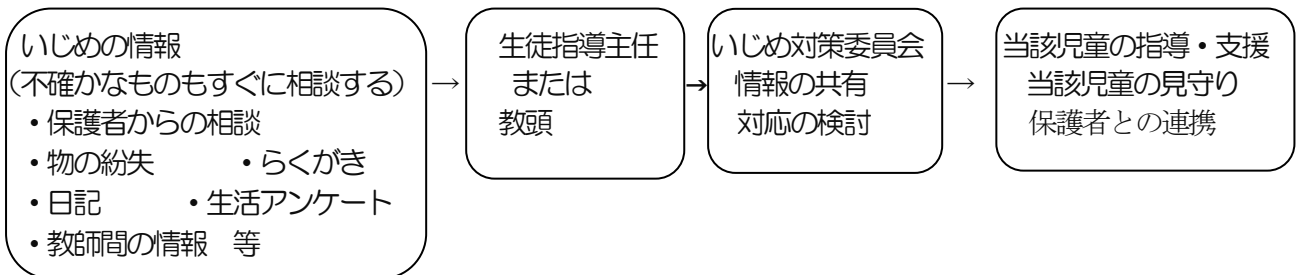 いじめの情報
(不確かなものもすぐに相談する)
・保護者からの相談
・物の紛失　　・らくがき
・日記　　・生活アンケート
・教師間の情報　等
→
生徒指導主任
または
教頭
→
いじめ対策委員会
情報の共有
対応の検討
→
当該児童の指導・支援
当該児童の見守り
保護者との連携